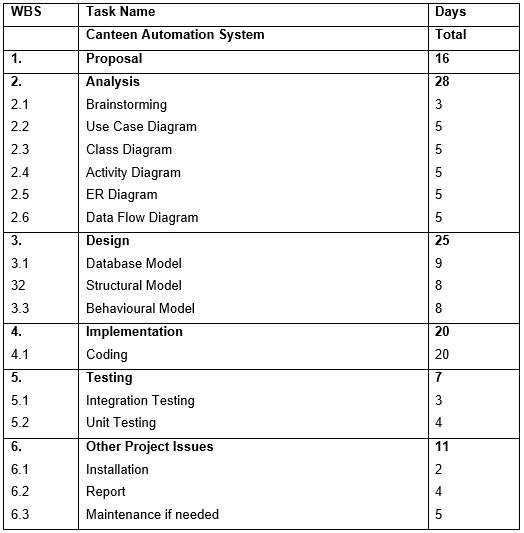 WBS Task Name Days
Canteen Automation System Total
1. Proposal 16
2. Analysis 28
2.1 Brainstorming 3
2.2 Use Case Diagram 5
2.3 Class Diagram 5
2.4 Activity Diagram 5
2.5 ER Diagram 5
2.6 Data Flow Diagram 5
3. Design 25
3.1 Database Model 9
32 Structural Model 8
3.3 Behavioural Model 8
4. Implementation 20
4.1 Coding 20
5. Testing 7
5.1 Integration Testing 3
5.2 Unit Testing 4
6. Other Project Issues 11
6.1 Installation 2
6.2 Report 4
6.3 Maintenance if needed 5